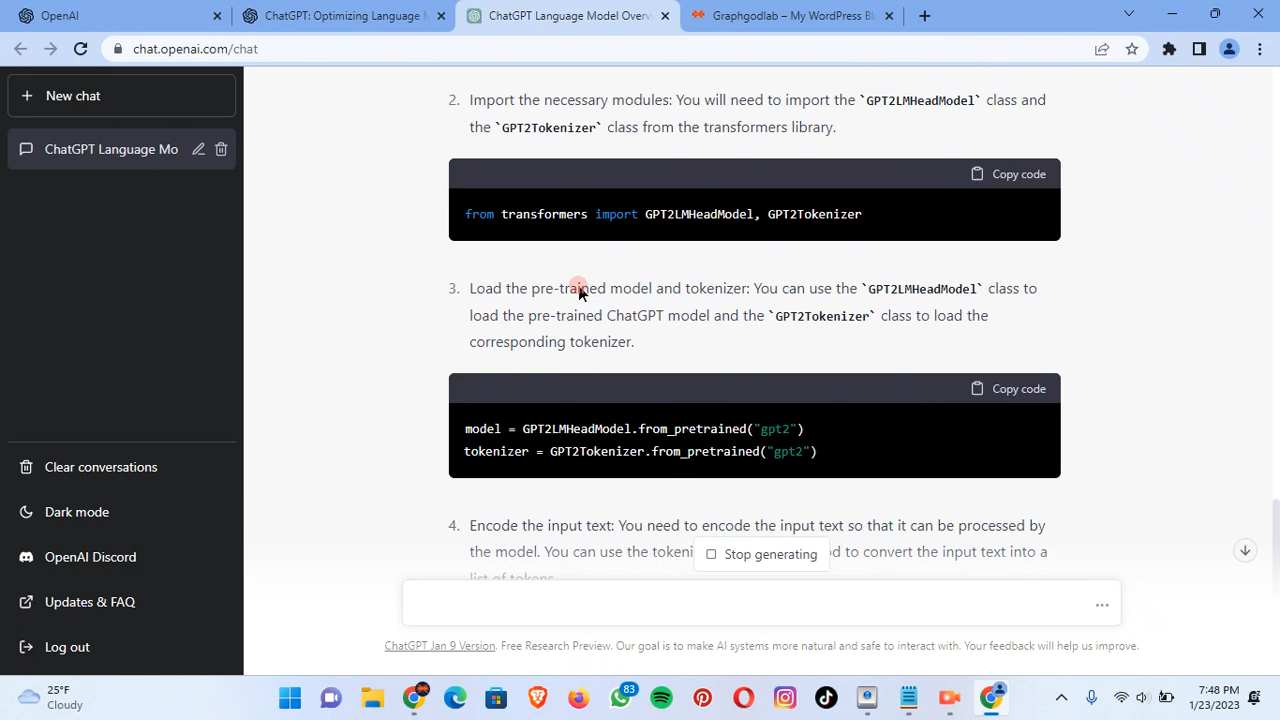 OpenAI
ChatGPT: Optimizing Language M
ChatGPT Language Model Overv
Graphgodlab – My WordPress Bl
chat.openai.com/chat
New chat
ChatGPT Language Mo
Clear conversations
Dark mode
OpenAI Discord
Updates & FAQ
Log out
2. Import the necessary modules: You will need to import the `GPT2LMHeadModel` class and
the `GPT2Tokenizer` class from the transformers library.
Copy code
from transformers import GPT2LMHeadModel, GPT2Tokenizer
3. Load the pre-trained model and tokenizer: You can use the `GPT2LMHeadModel` class to
load the pre-trained ChatGPT model and the `GPT2Tokenizer` class to load the
corresponding tokenizer.
Copy code
model = GPT2LMHeadModel.from_pretrained("gpt2")
tokenizer = GPT2Tokenizer.from_pretrained("gpt2")
4. Encode the input text: You need to encode the input text so that it can be processed by
the model. You can use the tokeni d to convert the input text into a
list of tokens
Stop generating
ChatGPT Jan 9 Version. Free Research Preview. Our goal is to make AI systems more natural and safe to interact with. Your feedback will help us improve.
25°F
Cloudy
83
7:48 PM
1/23/2023